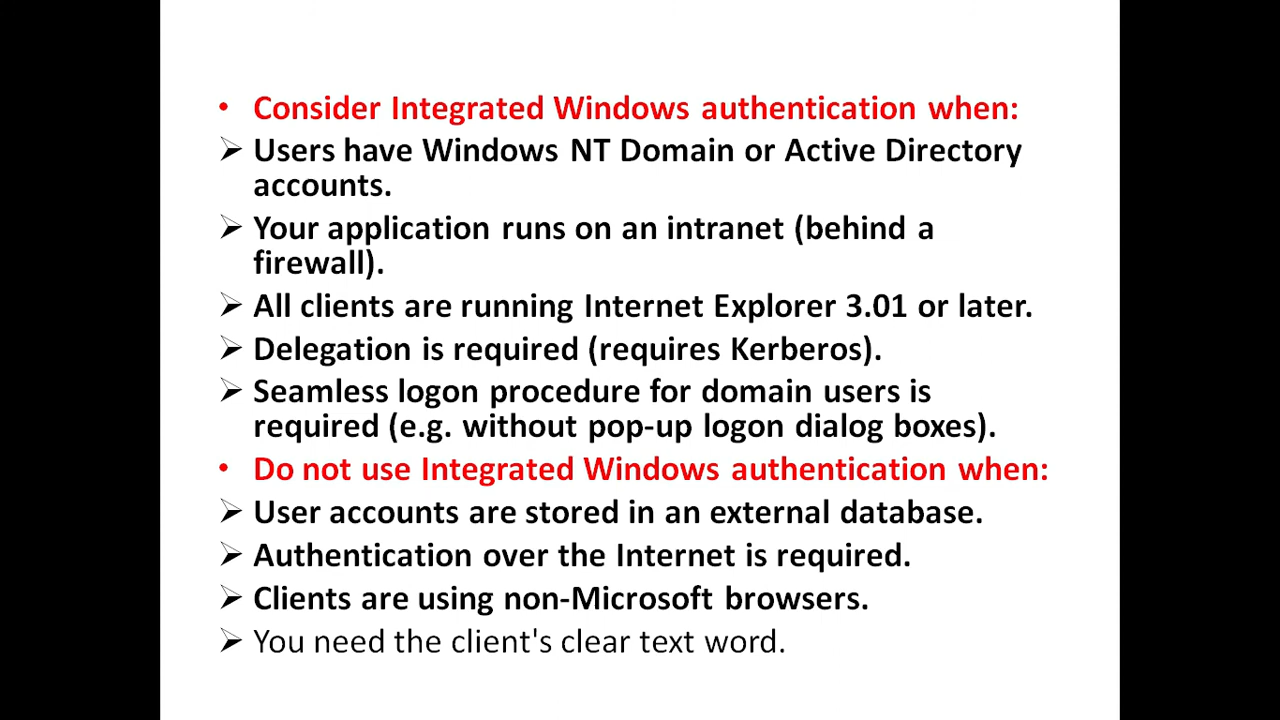 • Consider Integrated Windows authentication when:
➢ Users have Windows NT Domain or Active Directory
accounts.
➢ Your application runs on an intranet (behind a
firewall).
➢ All clients are running Internet Explorer 3.01 or later.
➢ Delegation is required (requires Kerberos).
➢ Seamless logon procedure for domain users is
required (e.g. without pop-up logon dialog boxes).
• Do not use Integrated Windows authentication when:
➢ User accounts are stored in an external database.
➢ Authentication over the Internet is required.
➢ Clients are using non-Microsoft browsers.
➢ You need the client's clear text word.